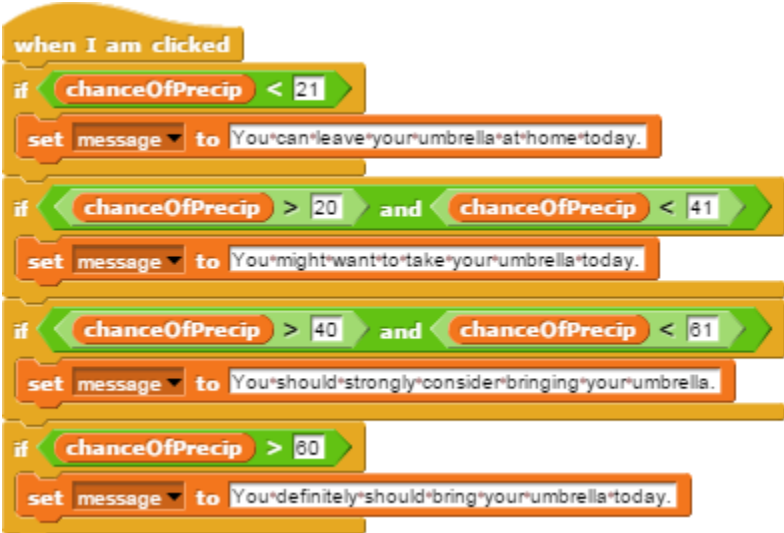 when I am clicked
if chanceOfPrecip < 21
set message to You can leave your umbrella at home today.
if chanceOfPrecip > 20 and chanceOfPrecip < 41
set message to You might want to take your umbrella today.
if chanceOfPrecip > 40 and chanceOfPrecip < 61
set message to You should strongly consider bringing your umbrella.
if chanceOfPrecip > 60
set message to You definitely should bring your umbrella today.